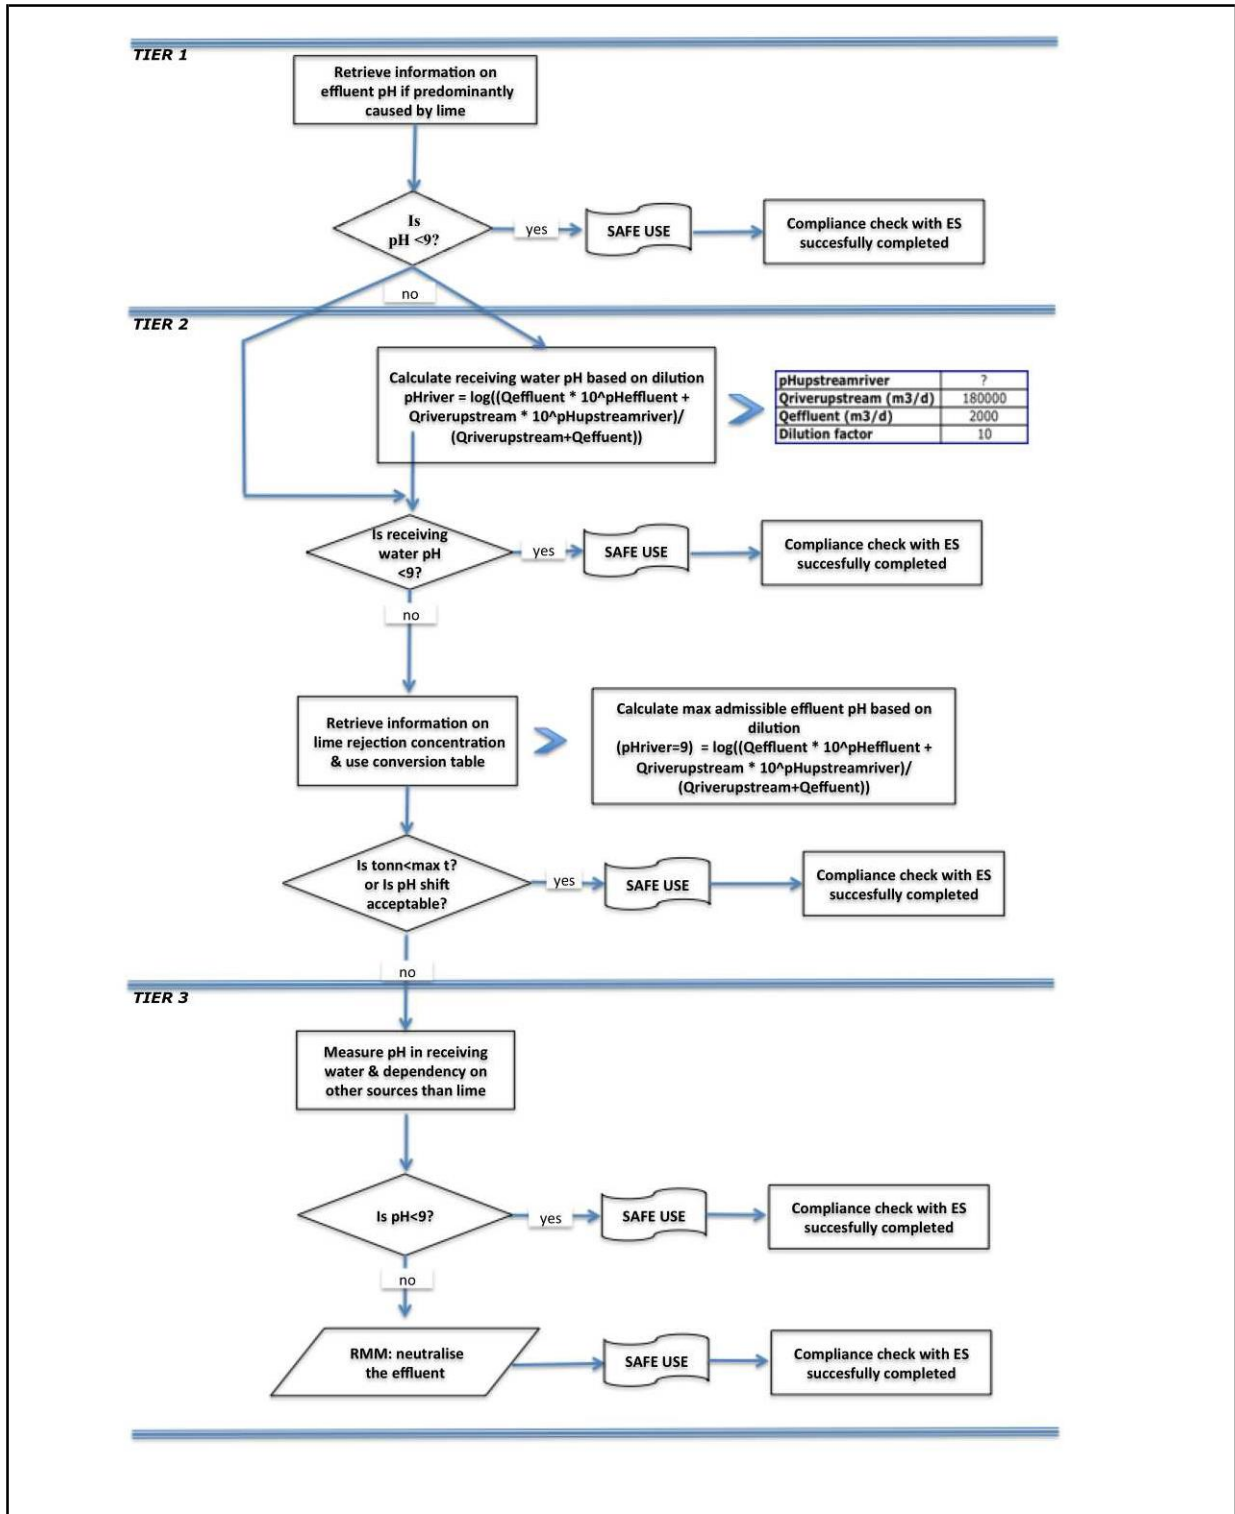 TIER 1
Retrieve information on
effluent pH if predominantly
caused by lime
Is
pH <9?
yes
SAFE USE
Compliance check with ES
succesfully completed
no
TIER 2
Calculate receiving water pH based on dilution
pHriver = log((Qeffluent * 10^pHeffluent +
Qriverupstream * 10^pHupstreamriver)/
(Qriverupstream+Qeffuent))
pHupstreamriver ?
Qriverupstream (m3/d) 180000
Qeffluent (m3/d) 2000
Dilution factor 10
Is receiving
water pH
<9?
yes
SAFE USE
Compliance check with ES
succesfully completed
no
Retrieve information on
lime rejection concentration
& use conversion table
Calculate max admissible effluent pH based on
dilution
(pHriver=9) = log((Qeffluent * 10^pHeffluent +
Qriverupstream * 10^pHupstreamriver)/
(Qriverupstream+Qeffuent))
Is tonn<max t?
or Is pH shift
acceptable?
yes
SAFE USE
Compliance check with ES
succesfully completed
no
TIER 3
Measure pH in receiving
water & dependency on
other sources than lime
Is pH<9?
yes
SAFE USE
Compliance check with ES
succesfully completed
no
RMM: neutralise
the effluent
SAFE USE
Compliance check with ES
succesfully completed